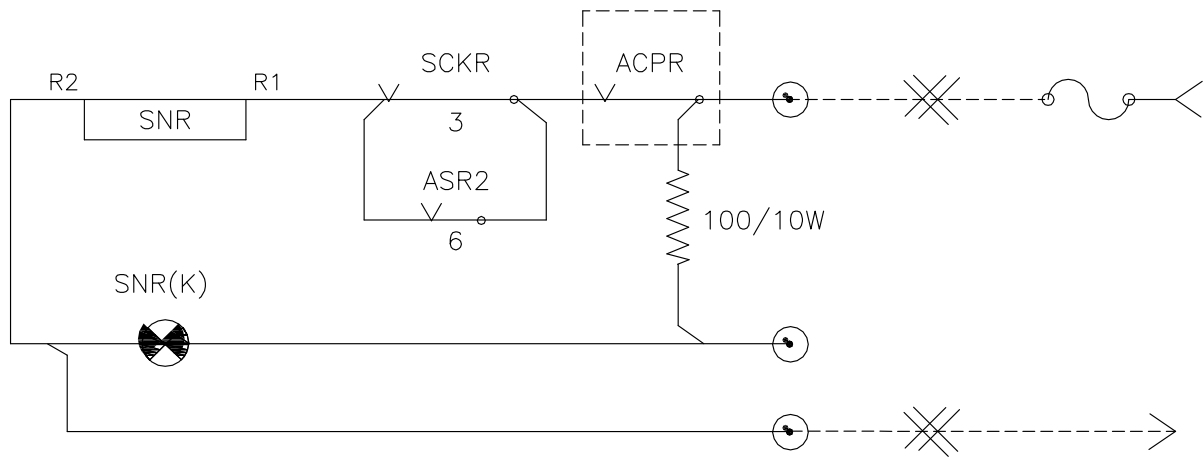 SCKR
ACPR
R2
R1
SNR
3
ASR2
100/10W
6
SNR(K)